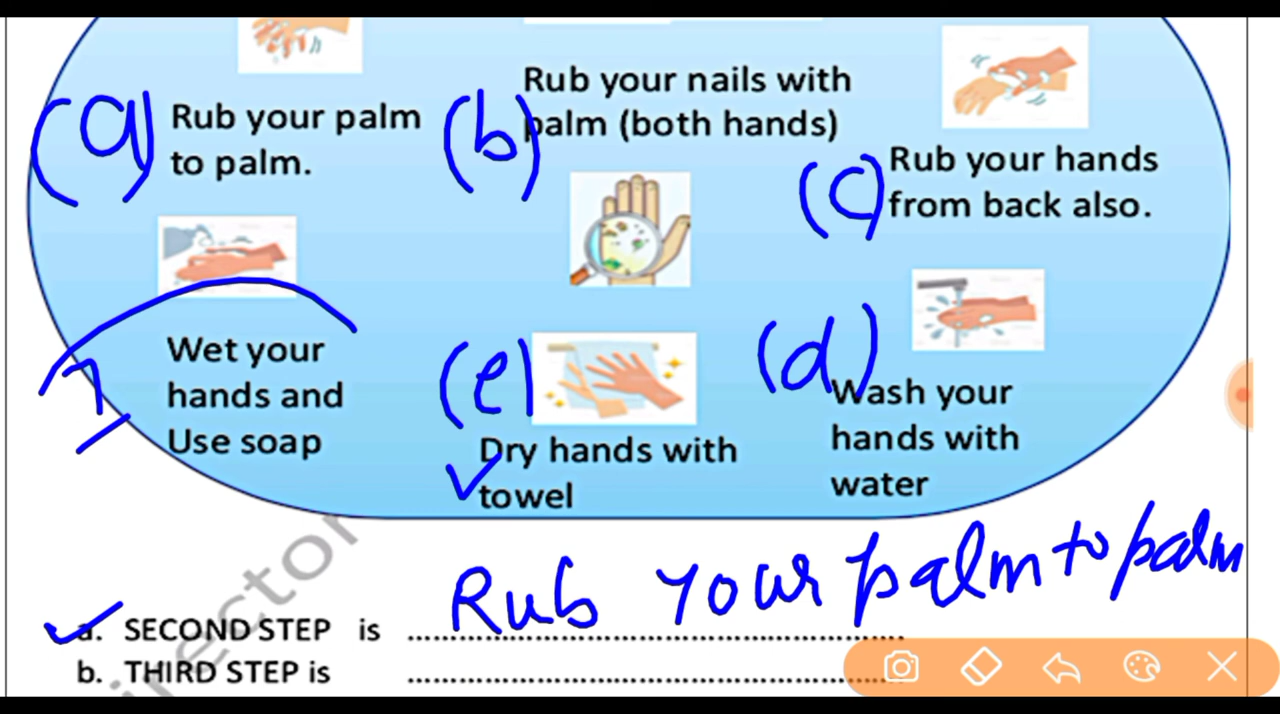 Rub your nails with
palm (both hands)
(a) Rub your palm
to palm.
(b)
(c) Rub your hands
from back also.
1
Wet your
hands and
Use soap
(e)
Dry hands with
towel
(d)
Wash your
hands with
water
Rub Your palm to palm
a. SECOND STEP is ........................................................
b. THIRD STEP is ........................................................